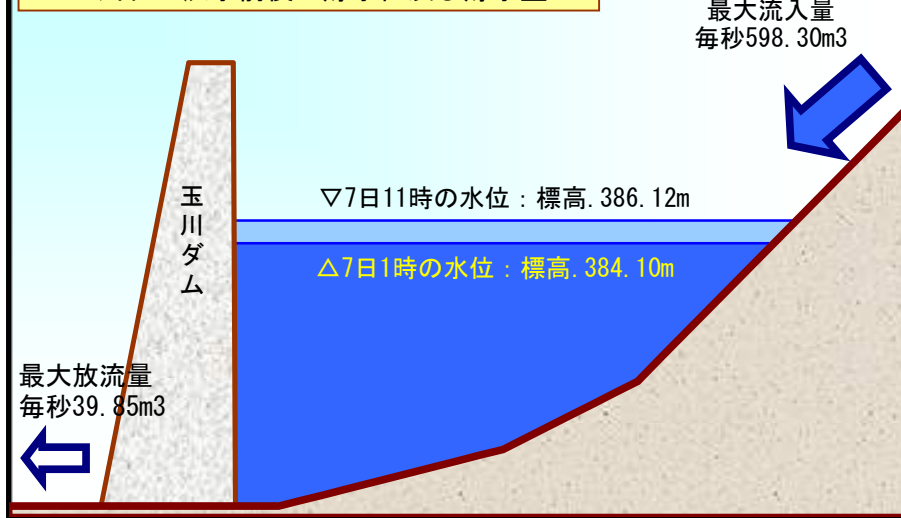 最大流入量
毎秒598.30m3
玉川ダム
▽7日11時の水位：標高.386.12m
△7日1時の水位：標高.384.10m
最大放流量
毎秒39.85m3